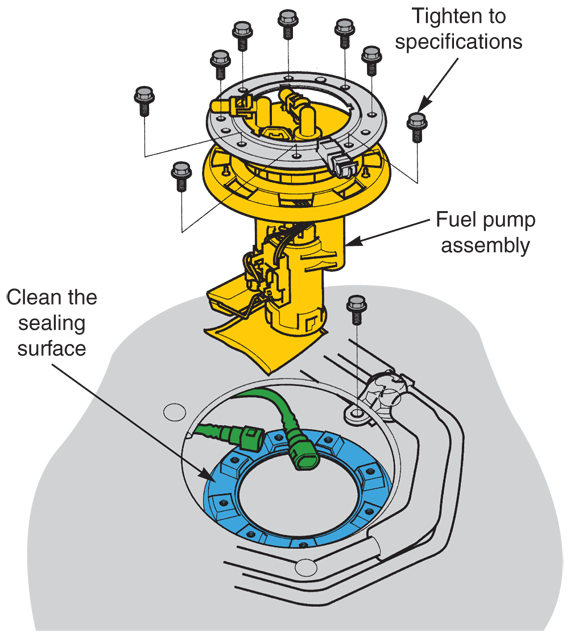 Tighten to
specifications
Fuel pump
assembly
Clean the
sealing
surface